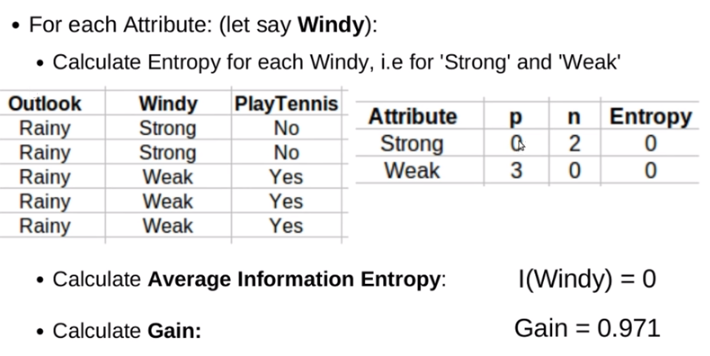 • For each Attribute: (let say Windy):
• Calculate Entropy for each Windy, i.e for 'Strong' and 'Weak'
Outlook Windy PlayTennis
Rainy Strong No
Rainy Strong No
Rainy Weak Yes
Rainy Weak Yes
Rainy Weak Yes
Attribute p n Entropy
Strong 0 2 0
Weak 3 0 0
• Calculate Average Information Entropy: I(Windy) = 0
• Calculate Gain: Gain = 0.971